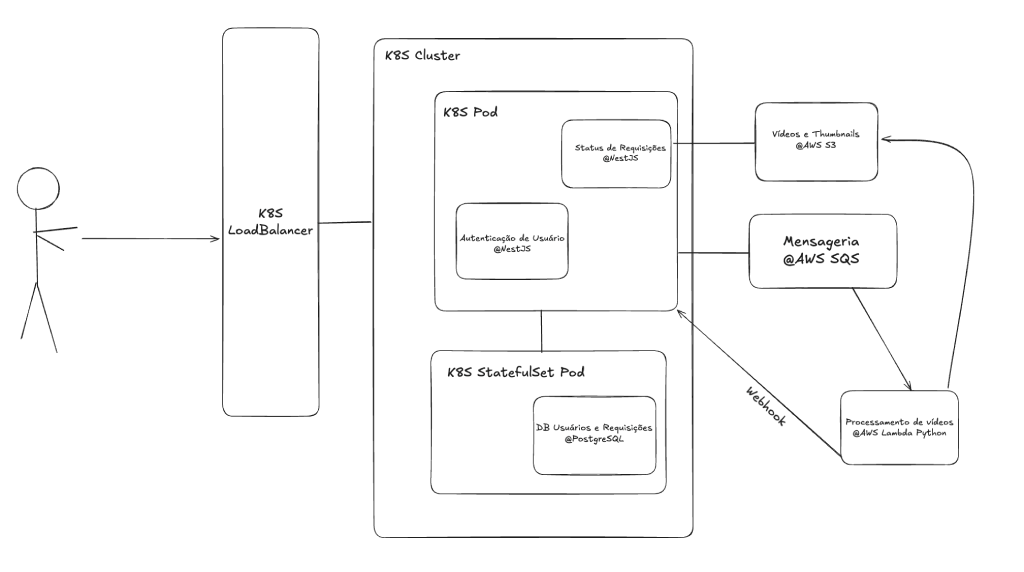 K8S Cluster
K8S Pod
Status de Requisições
@NestJS
Vídeos e Thumbnails
@AWS S3
K8S
LoadBalancer
Autenticação de Usuário
@NestJS
Mensageria
@AWS SQS
K8S StatefulSet Pod
DB Usuários e Requisições
@PostgreSQL
Webhook
Processamento de vídeos
@AWS Lambda Python